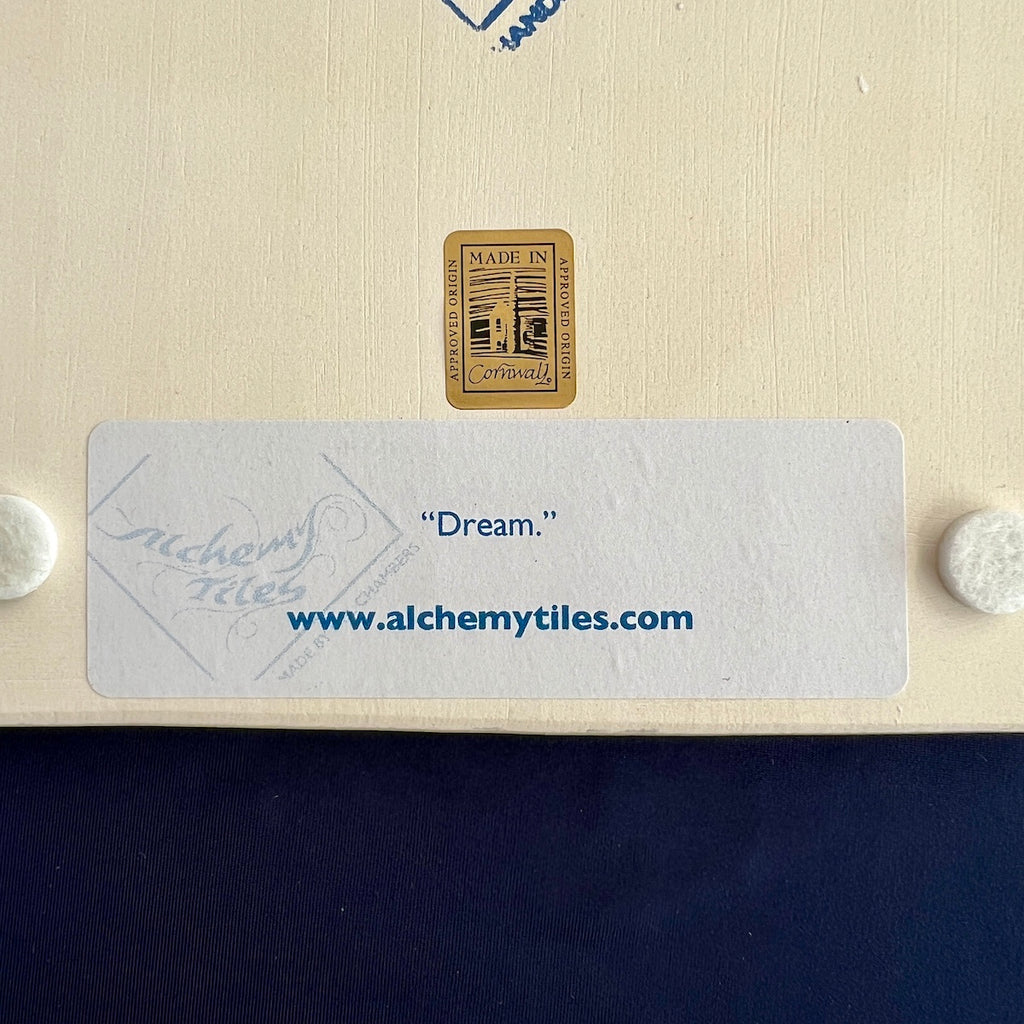 MADE IN
APPROVED ORIGIN
APPROVED ORIGIN
Cornwall
“Dream.”
Alchemy
Tiles
MADE BY CHAMBERS
www.alchemytiles.com